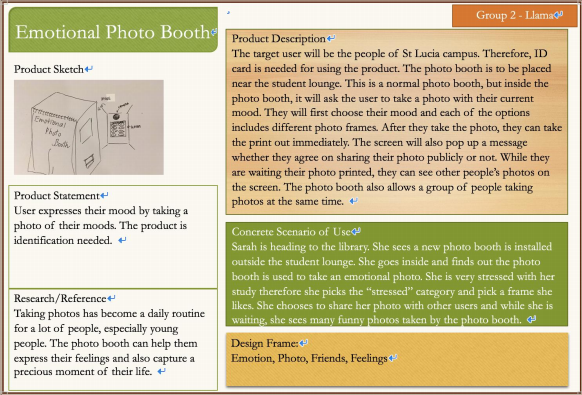 Group 2 - Llama
Emotional Photo Booth
Product Sketch
Emotional
Photo
Booth
Product Statement
User expresses their mood by taking a
photo of their moods. The product is
identification needed.
Research/Reference
Taking photos has become a daily routine
for a lot of people, especially young
people. The photo booth can help them
express their feelings and also capture a
precious moment of their life.
Product Description
The target user will be the people of St Lucia campus. Therefore, ID
card is needed for using the product. The photo booth is to be placed
near the student lounge. This is a normal photo booth, but inside the
photo booth, it will ask the user to take a photo with their current
mood. They will first choose their mood and each of the options
includes different photo frames. After they take the photo, they can take
the print out immediately. The screen will also pop up a message
whether they agree on sharing their photo publicly or not. While they
are waiting their photo printed, they can see other people's photos on
the screen. The photo booth also allows a group of people taking
photos at the same time.
Concrete Scenario of Use
Sarah is heading to the library. She sees a new photo booth is installed
outside the student lounge. She goes inside and finds out the photo
booth is used to take an emotional photo. She is very stressed with her
study therefore she picks the “stressed” category and pick a frame she
likes. She chooses to share her photo with other users and while she is
waiting, she sees many funny photos taken by the photo booth.
Design Frame:
Emotion, Photo, Friends, Feelings